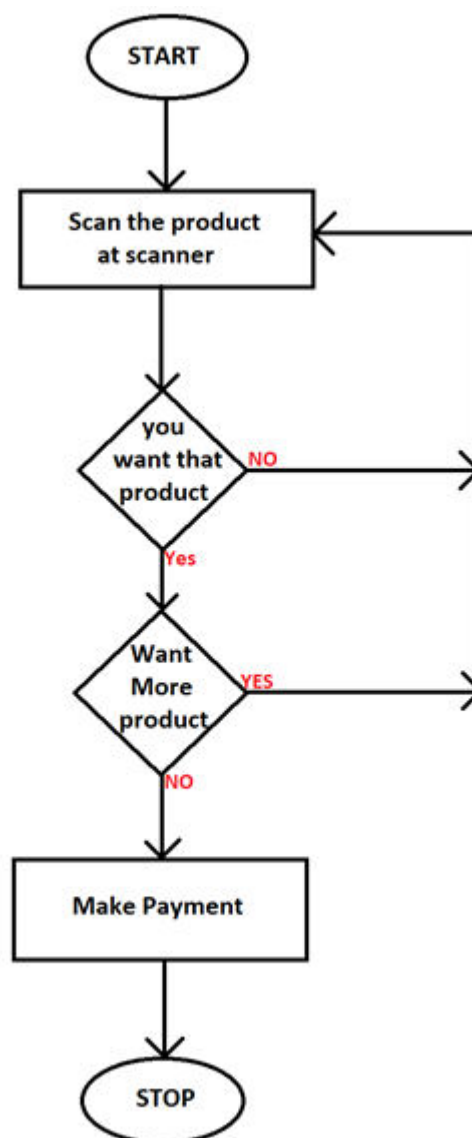 START
Scan the product
at scanner
you
want that
product
NO
Yes
Want
More
product
YES
NO
Make Payment
STOP